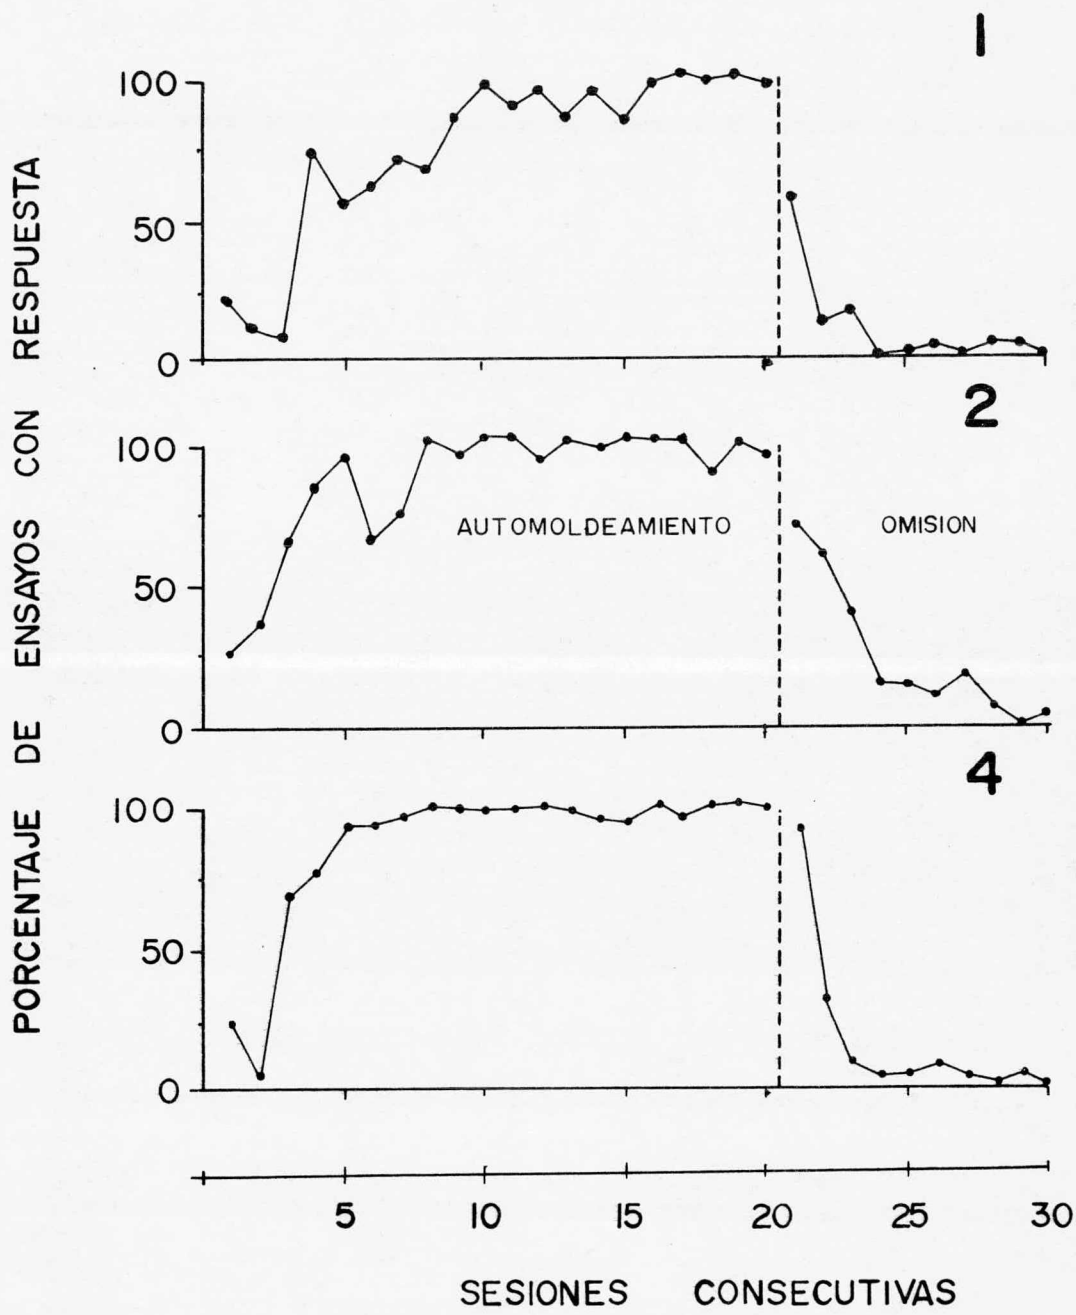 PORCENTAJE DE ENSAYOS CON RESPUESTA
1
100
50
0
2
100
50
0
AUTOMOLDEAMIENTO
OMISION
4
100
50
0
5 10 15 20 25 30
SESIONES CONSECUTIVAS